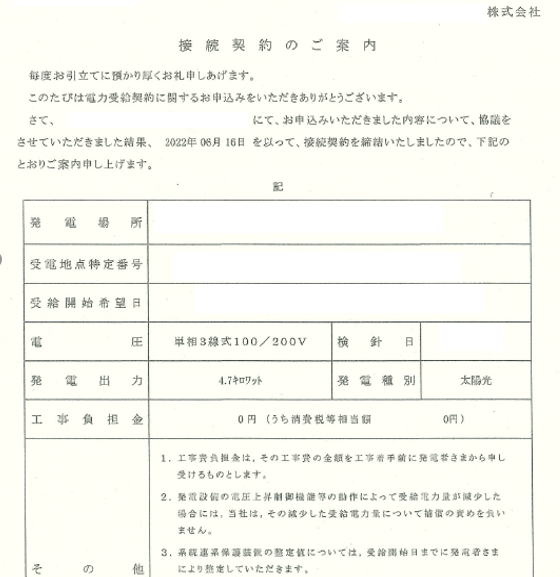 株式会社
接続契約のご案内
毎度お引立てに預かり厚くお礼申しあげます。
このたびは電力受給契約に関するお申込みをいただきありがとうございます。
さて、 にて、お申込みいただきました内容について、協議を
させていただきました結果、 2022年06月16日 を以って、接続契約を締結いたしましたので、下記の
とおりご案内申し上げます。
記
発電場所
受電地点特定番号
受給開始希望日
電圧 単相3線式100/200V 検針日
発電出力 4.7キロワット 発電種別 太陽光
工事負担金 0円(うち消費税等相当額 0円)
1. 工事費負担金は、その工事費の金額を工事着手前に発電者さまから申し
受けるものとします。
2. 発電設備の電圧上昇抑制機能等の動作によって受給電力量が減少した
場合には、当社は、その減少した受給電力量について補償の責めを負い
ません。
3. 系統連系保護装置の整定値については、受給開始日までに発電者さま
により整定していただきます。
その他